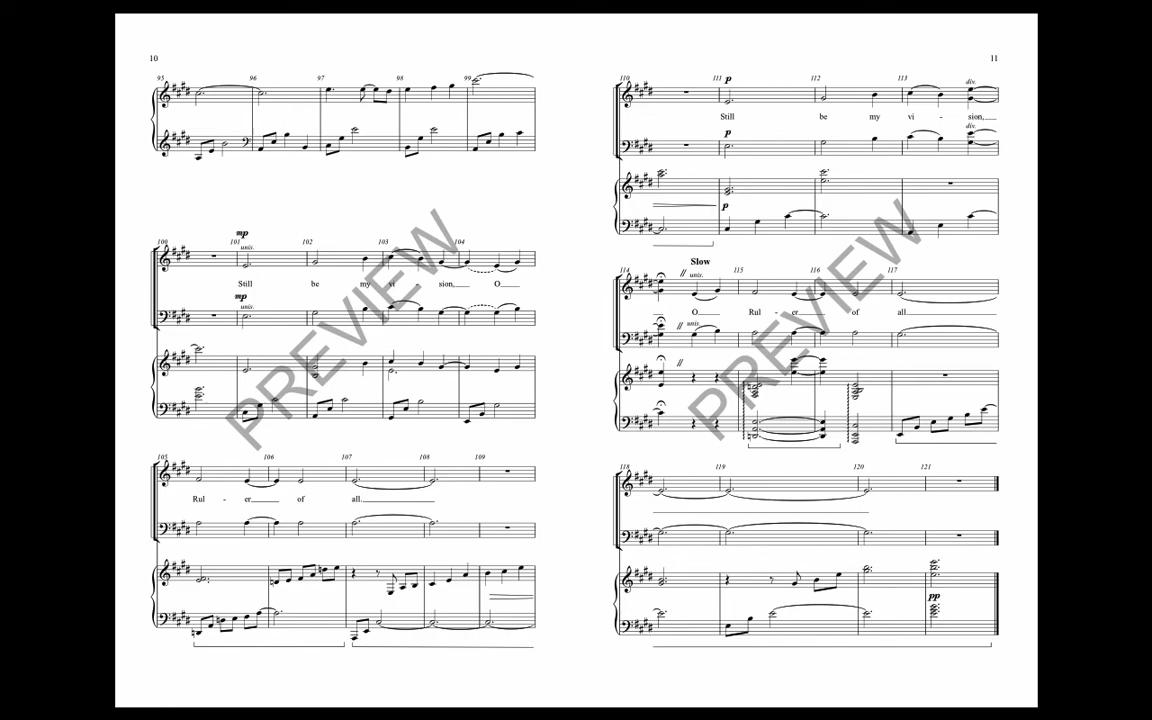 10
95 96 97 98 99
mp
100 101 102 103 104
unis.
Still be my vi - sion, O
mp
unis.
105 106 107 108 109
Rul - er of all.
11
110 111 112 113
p
div.
Still be my vi - sion,
p
div.
p
Slow
114 115 116 117
unis.
O Rul - er of all.
unis.
118 119 120 121
pp
PREVIEW
PREVIEW